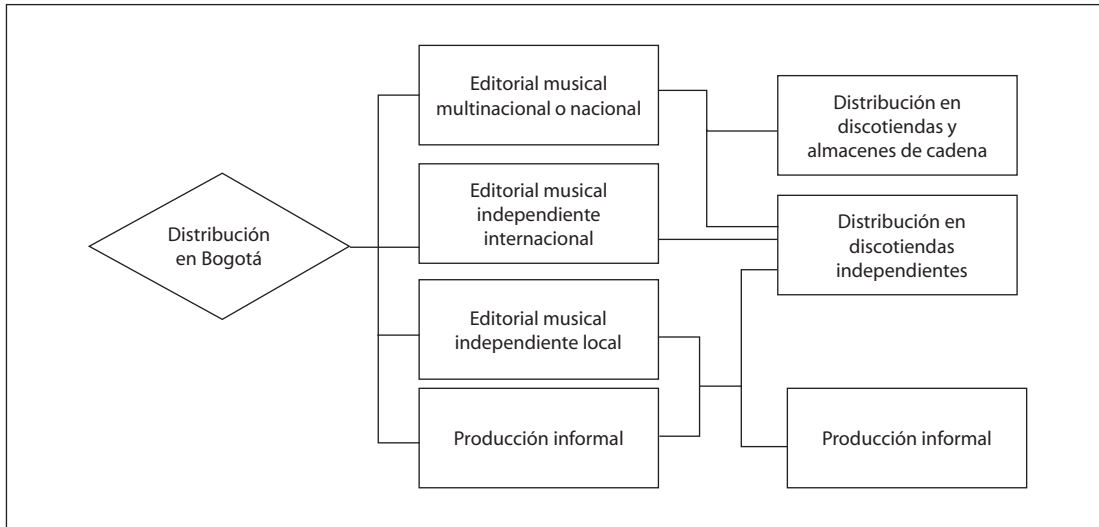 Distribución
en Bogotá
Editorial musical
multinacional o nacional
Editorial musical
independiente
internacional
Editorial musical
independiente local
Producción informal
Distribución en
discotiendas y
almacenes de cadena
Distribución en
discotiendas
independientes
Producción informal